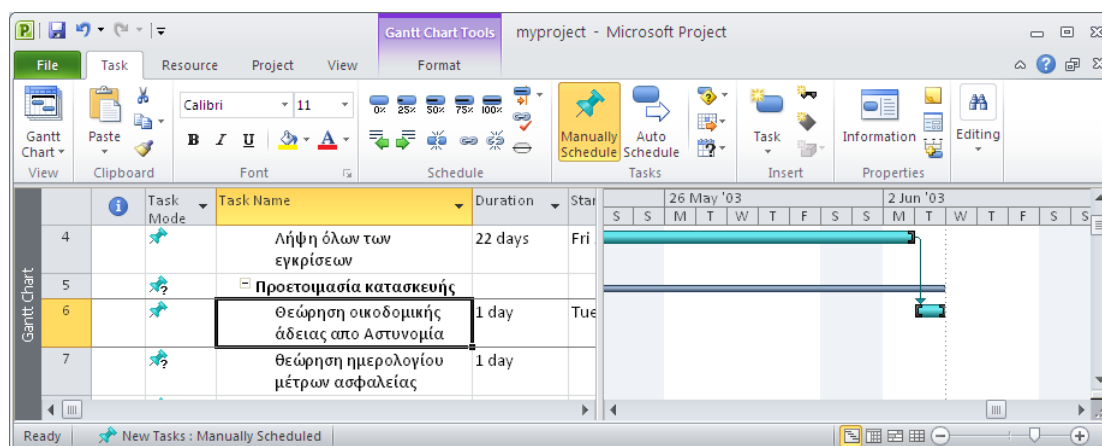 Gantt Chart Tools myproject - Microsoft Project
File Task Resource Project View Format
Calibri 11
0% 25% 50% 75% 100%
Gantt Chart Paste B I U A Manually Schedule Auto Schedule Task Information Editing
View Clipboard Font Schedule Tasks Insert Properties
Task Mode Task Name Duration Star 26 May '03 2 Jun '03
S S M T W T F S S M T W T F S S
4 Λήψη όλων των 22 days Fri
εγκρίσεων
5 Προετοιμασία κατασκευής
6 Θεώρηση οικοδομικής 1 day Tue
άδειας απο Αστυνομία
7 θεώρηση ημερολογίου 1 day
μέτρων ασφαλείας
Gantt Chart
Ready New Tasks : Manually Scheduled